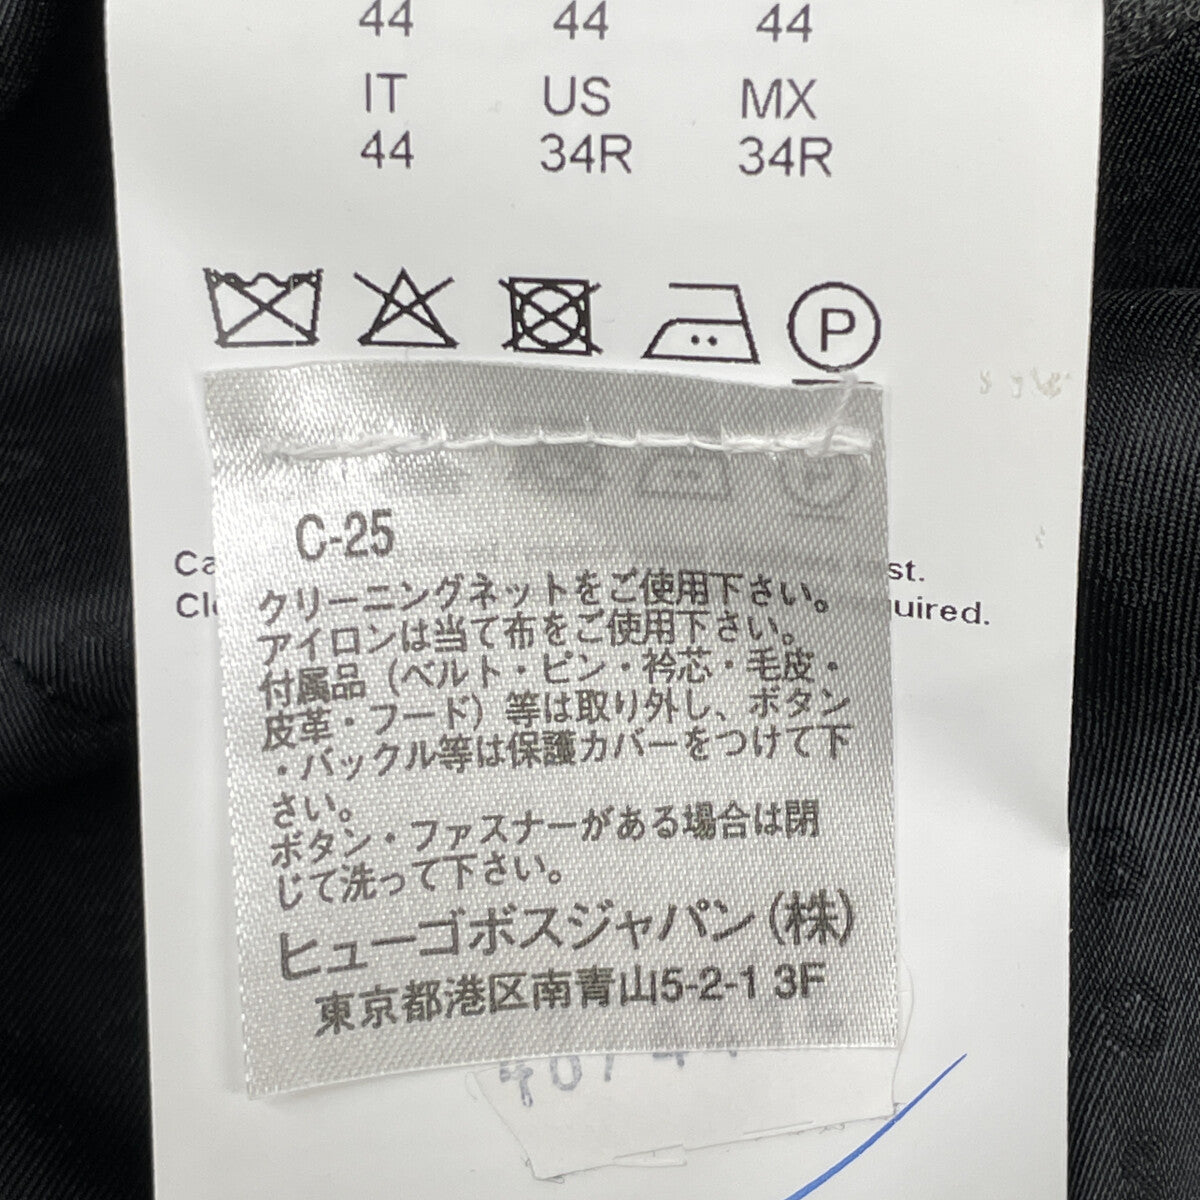 44 44 44
IT US MX
44 34R 34R
P
C-25
クリーニングネットをご使用下さい。
アイロンは当て布をご使用下さい。
付属品（ベルト・ピン・衿芯・毛皮・
皮革・フード）等は取り外し、ボタン
・バックル等は保護カバーをつけて下
さい。
ボタン・ファスナーがある場合は閉
じて洗って下さい。
ヒューゴボスジャパン（株）
東京都港区南青山5-2-1 3F